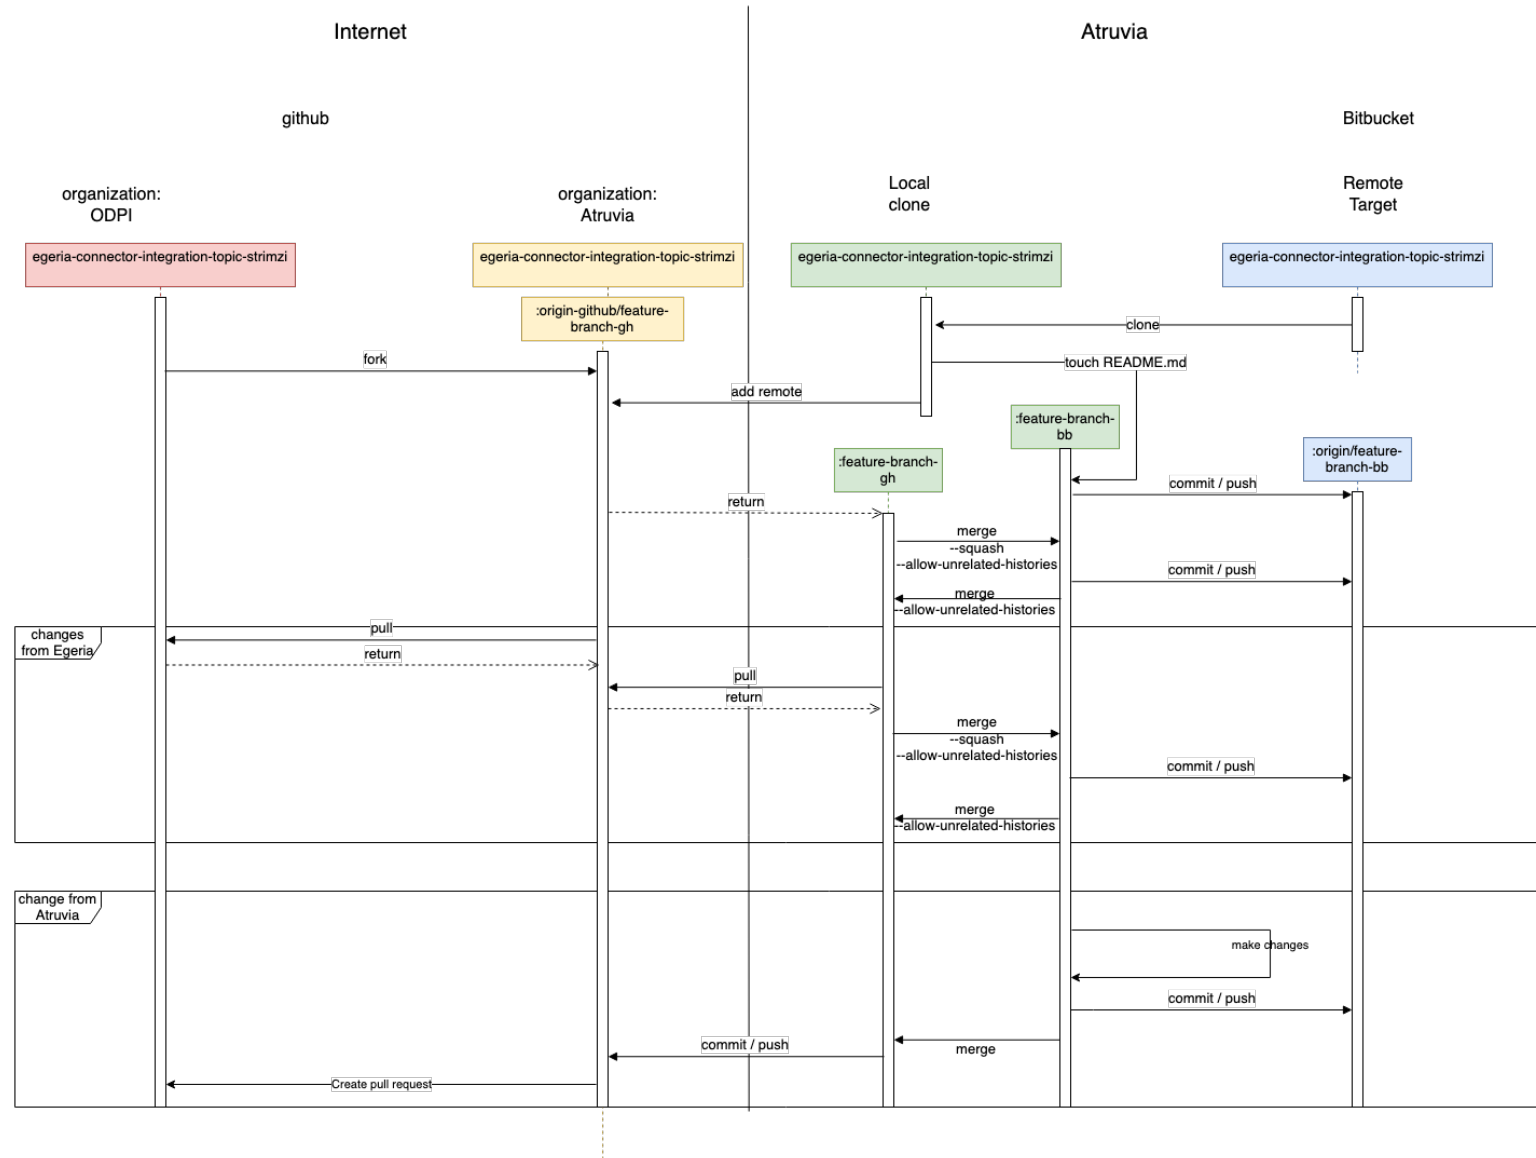 Internet
Atruvia
github
Bitbucket
organization:
ODPI
organization:
Atruvia
Local
clone
Remote
Target
egeria-connector-integration-topic-strimzi
egeria-connector-integration-topic-strimzi
egeria-connector-integration-topic-strimzi
egeria-connector-integration-topic-strimzi
:origin-github/feature-
branch-gh
clone
fork
touch README.md
add remote
:feature-branch-
bb
:feature-branch-
gh
:origin/feature-
branch-bb
commit / push
return
merge
--squash
--allow-unrelated-histories
commit / push
merge
--allow-unrelated-histories
changes
from Egeria
pull
return
pull
return
merge
--squash
--allow-unrelated-histories
commit / push
merge
--allow-unrelated-histories
change from
Atruvia
make changes
commit / push
commit / push
merge
Create pull request